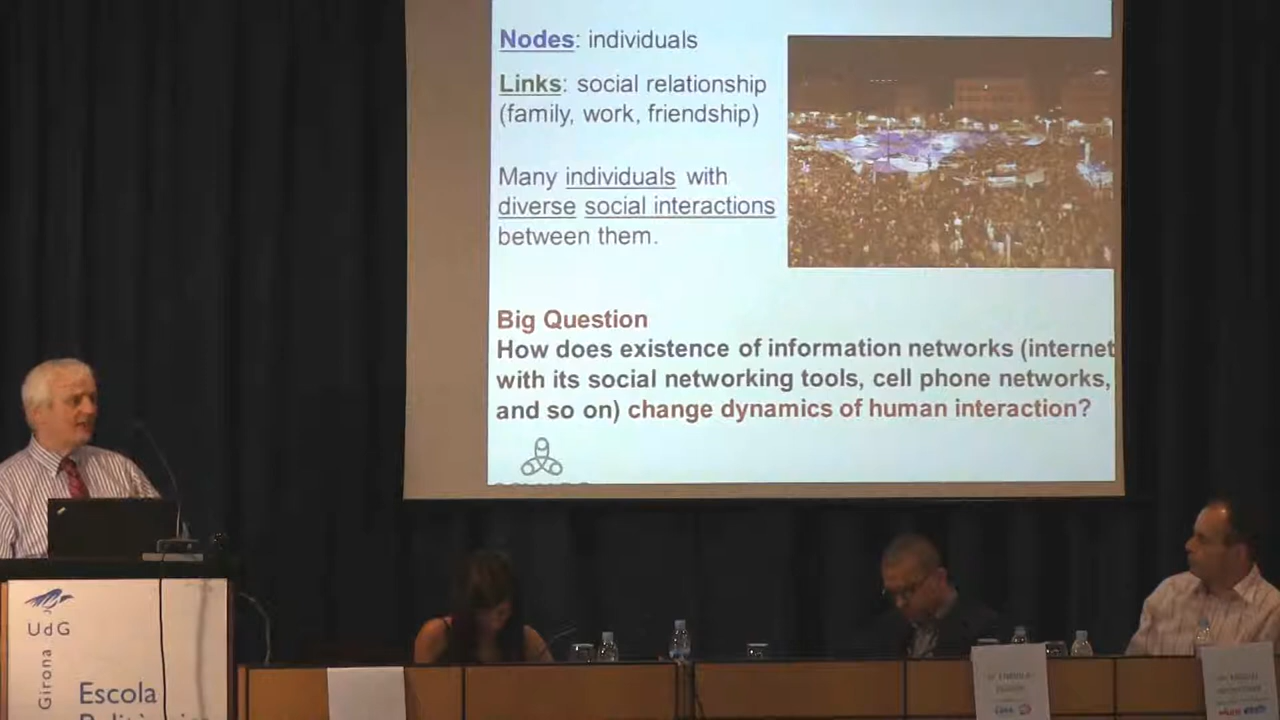 Nodes: individuals
Links: social relationship
(family, work, friendship)
Many individuals with
diverse social interactions
between them.
Big Question
How does existence of information networks (internet
with its social networking tools, cell phone networks,
and so on) change dynamics of human interaction?
UdG
Girona
Escola